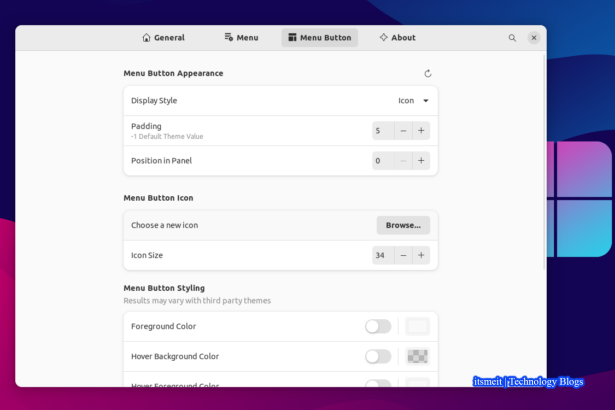 General
Menu
Menu Button
About
Menu Button Appearance
Display Style
Icon
Padding
-1 Default Theme Value
5
Position in Panel
0
Menu Button Icon
Choose a new icon
Browse...
Icon Size
34
Menu Button Styling
Results may vary with third party themes
Foreground Color
Hover Background Color
Hover Foreground Color
itsmeit | Technology Blogs